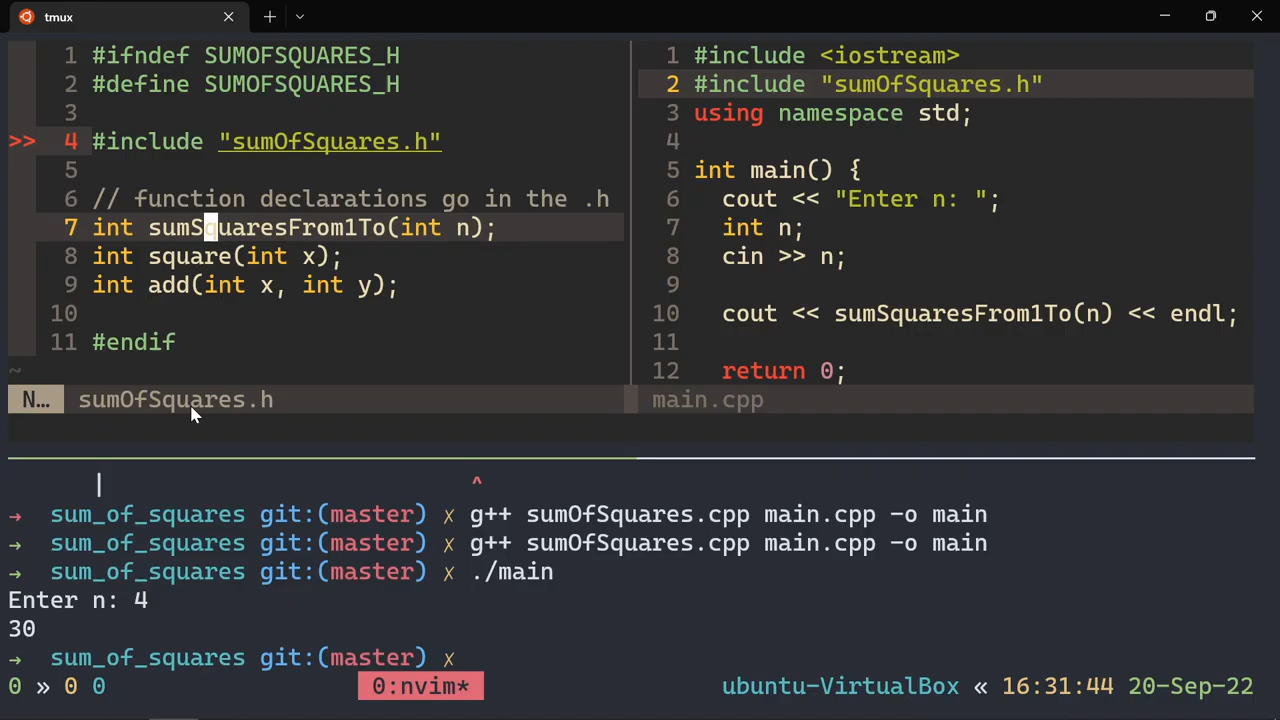 tmux
1 #ifndef SUMOFSQUARES_H
2 #define SUMOFSQUARES_H
3
>> 4 #include "sumOfSquares.h"
5
6 // function declarations go in the .h
7 int sumSquaresFrom1To(int n);
8 int square(int x);
9 int add(int x, int y);
10
11 #endif
~
N… sumOfSquares.h
1 #include <iostream>
2 #include "sumOfSquares.h"
3 using namespace std;
4
5 int main() {
6 cout << "Enter n: ";
7 int n;
8 cin >> n;
9
10 cout << sumSquaresFrom1To(n) << endl;
11
12 return 0;
main.cpp
| ^
→ sum_of_squares git:(master) ✗ g++ sumOfSquares.cpp main.cpp -o main
→ sum_of_squares git:(master) ✗ g++ sumOfSquares.cpp main.cpp -o main
→ sum_of_squares git:(master) ✗ ./main
Enter n: 4
30
→ sum_of_squares git:(master) ✗
0 » 0 0 0:nvim* ubuntu-VirtualBox « 16:31:44 20-Sep-22